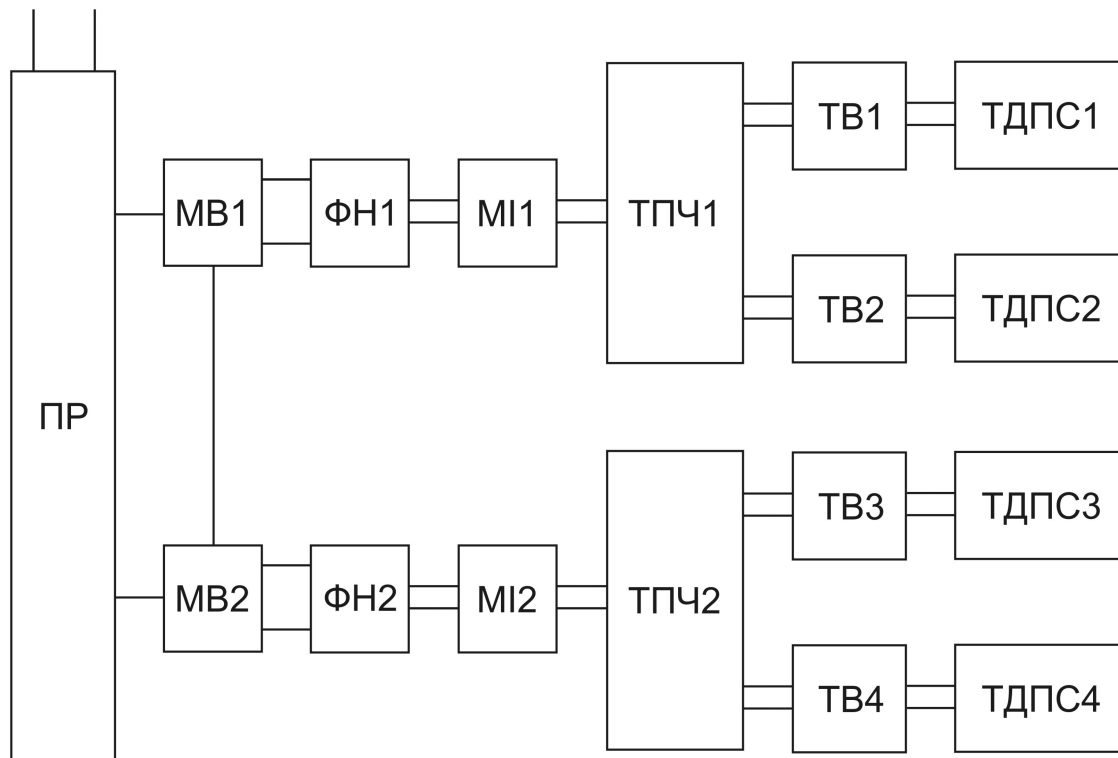 ТВ1
ТДПС1
МВ1
ФН1
МІ1
ТПЧ1
ТВ2
ТДПС2
ПР
ТВ3
ТДПС3
МВ2
ФН2
МІ2
ТПЧ2
ТВ4
ТДПС4